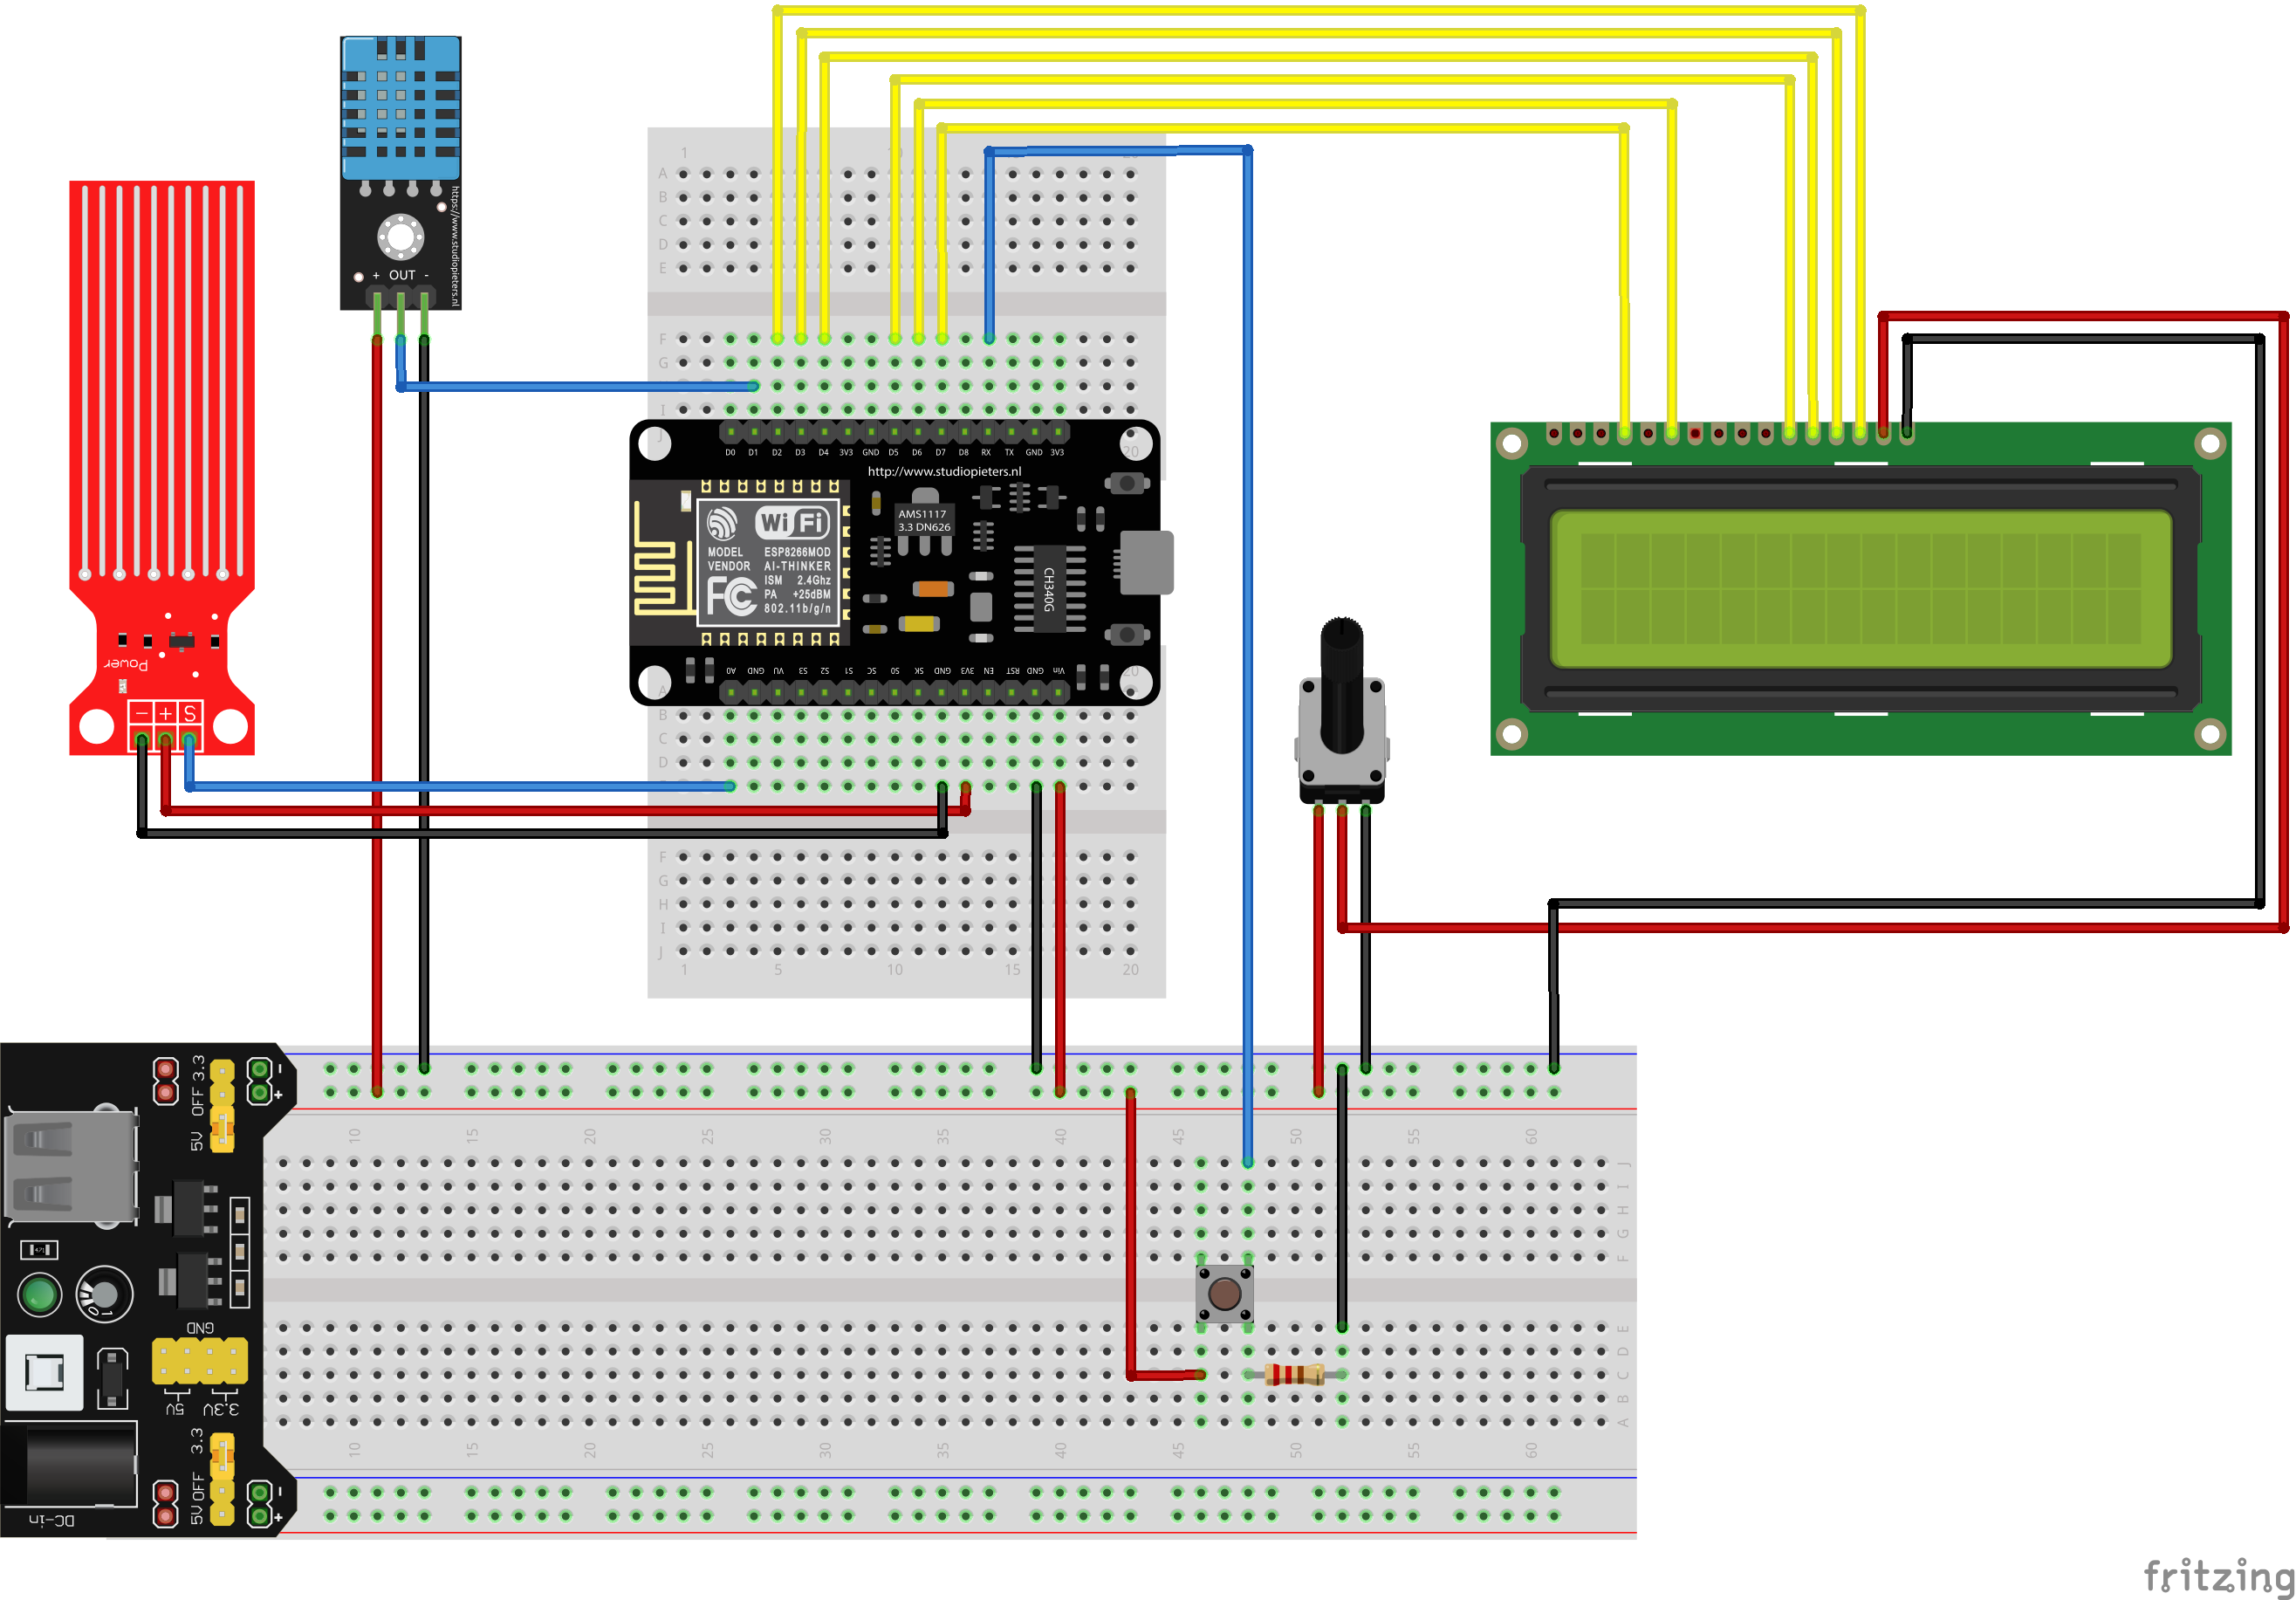 https://www.studiopieters.nl
+ OUT -
Power
- + S
1
A
B
C
D
E
F
G
I
J
20
D0 D1 D2 D3 D4 3V3 GND D5 D6 D7 D8 RX TX GND 3V3
http://www.studiopieters.nl
AMS1117
3.3 DN626
WiFi
MODEL ESP8266MOD
VENDOR AI-THINKER
ISM 2.4Ghz
PA +25dBM
802.11b/g/n
FC
CH340G
A0 GND VU S3 S2 S1 SC S0 SK GND 3V3 EN RST GND Vin
20
A
B
C
D
F
G
H
I
J
1 5 10 15 20
5V OFF 3.3
- +
10 15 20 25 30 35 40 45 50 55 60
J
I
H
G
F
471
01
GND
5V 3.3V
E
D
C
B
A
10 15 20 25 30 35 40 45 50 55 60
5V OFF 3.3
- +
DC-in
fritzing